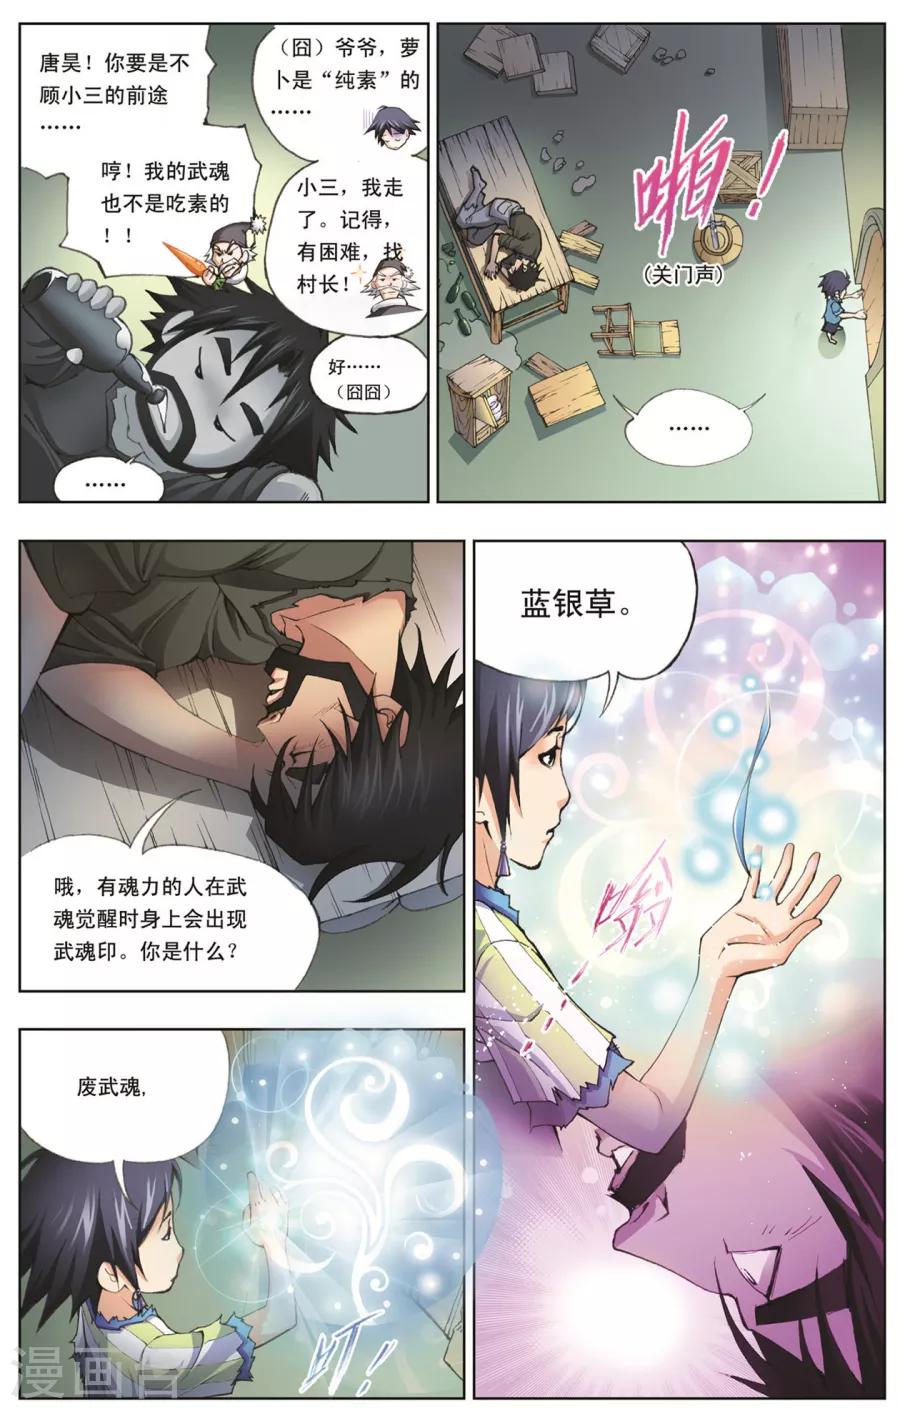 唐昊！你要是不
顾小三的前途
……
哼！我的武魂
也不是吃素的
！！
（囧）爷爷，萝
卜是“纯素”的
……
小三，我走
了。记得，
有困难，找
村长！
好……
（囧囧）
……
啪！
(关门声)
……
哦，有魂力的人在武
魂觉醒时身上会出现
武魂印。你是什么？
蓝银草。
嗡
废武魂，
叮！
漫画台